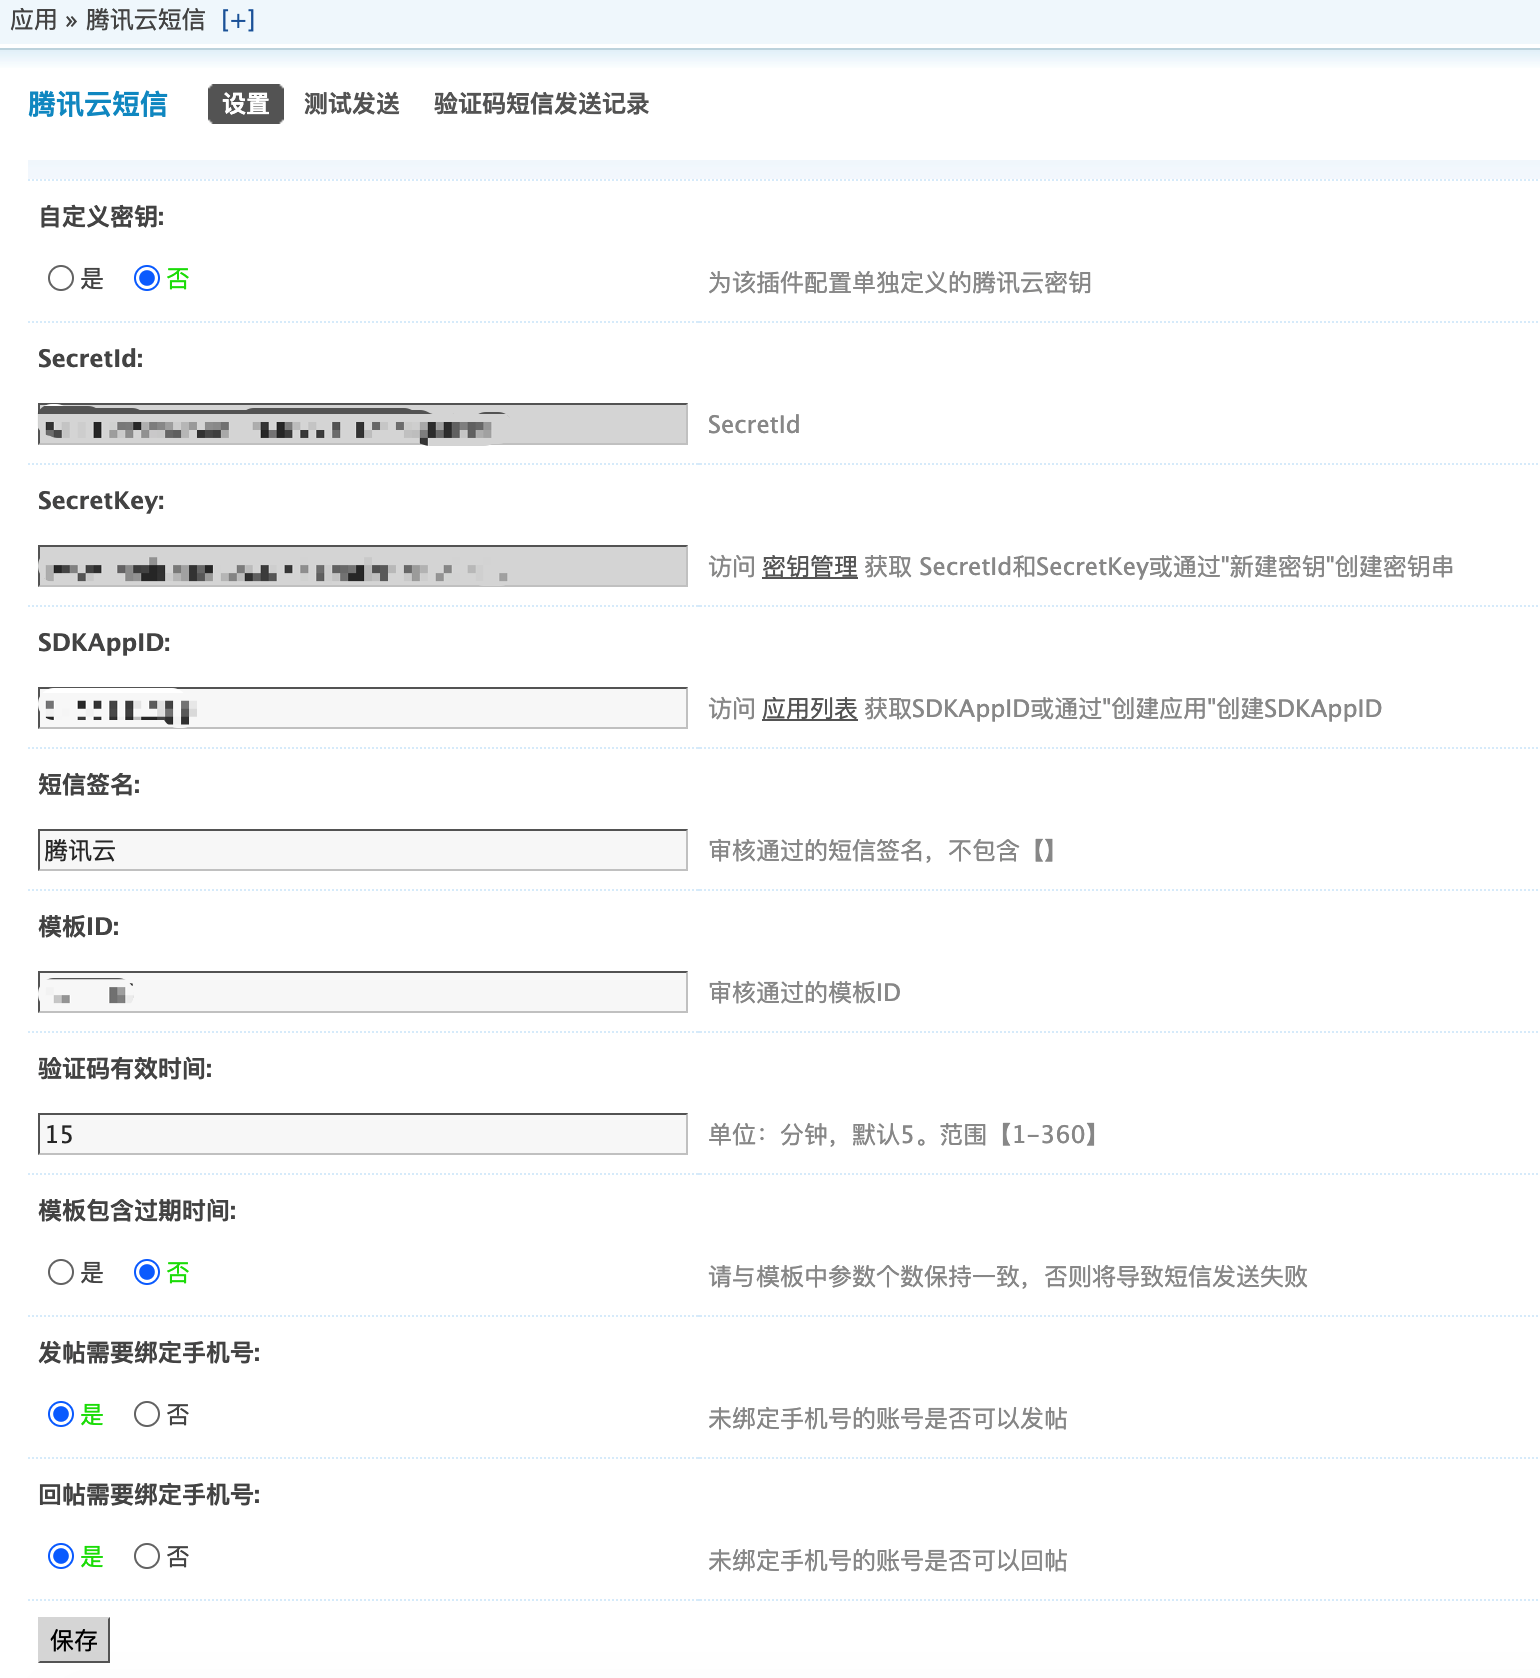 应用 » 腾讯云短信 [+]
腾讯云短信 设置 测试发送 验证码短信发送记录
自定义密钥:
是 否 为该插件配置单独定义的腾讯云密钥
SecretId:
SecretId
SecretKey:
访问 密钥管理 获取 SecretId和SecretKey或通过"新建密钥"创建密钥串
SDKAppID:
访问 应用列表 获取SDKAppID或通过"创建应用"创建SDKAppID
短信签名:
腾讯云 审核通过的短信签名，不包含【】
模板ID:
审核通过的模板ID
验证码有效时间:
15 单位：分钟，默认5。范围【1-360】
模板包含过期时间:
是 否 请与模板中参数个数保持一致，否则将导致短信发送失败
发帖需要绑定手机号:
是 否 未绑定手机号的账号是否可以发帖
回帖需要绑定手机号:
是 否 未绑定手机号的账号是否可以回帖
保存